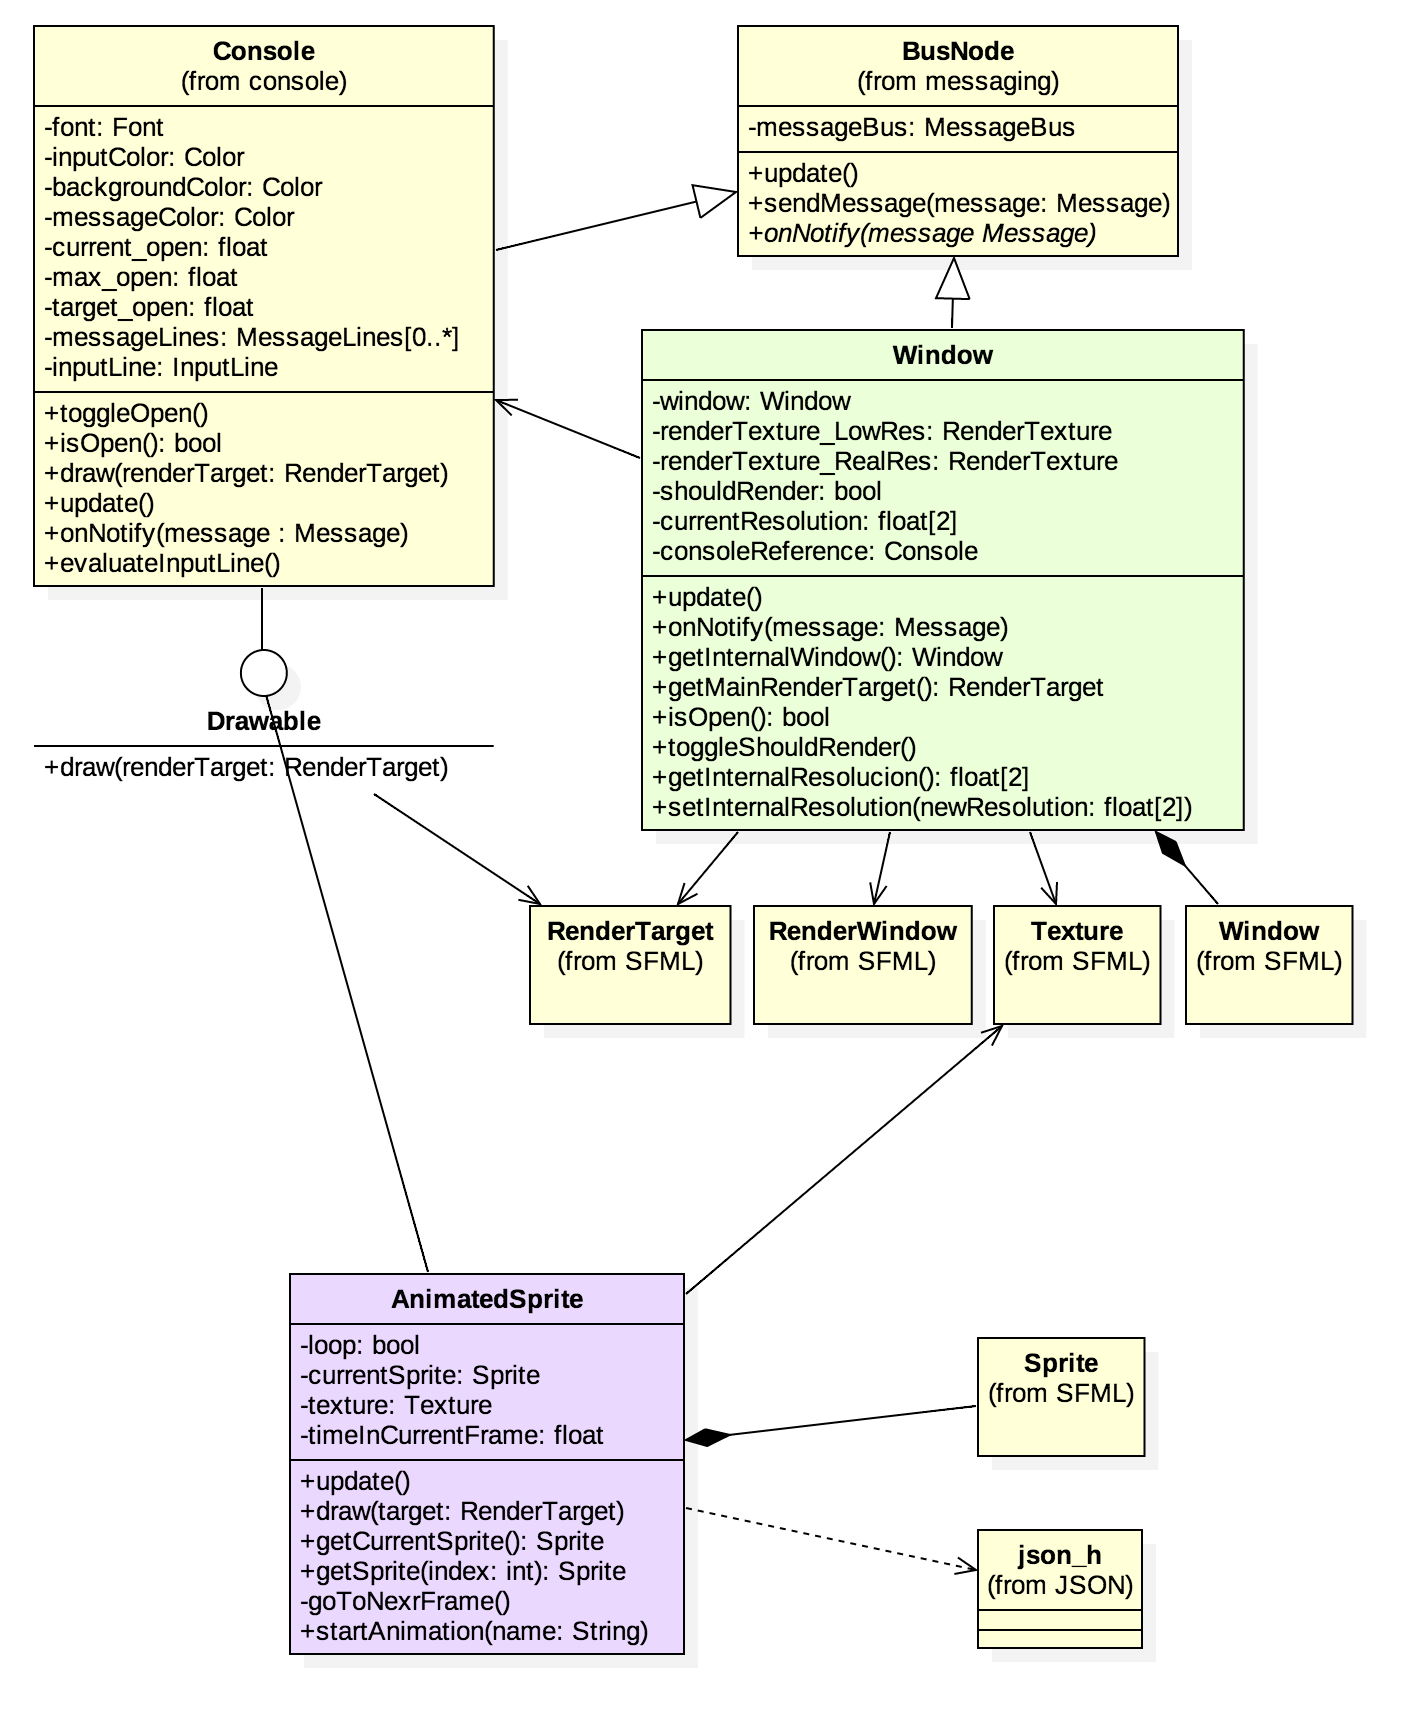 Console
(from console)
-font: Font
-inputColor: Color
-backgroundColor: Color
-messageColor: Color
-current_open: float
-max_open: float
-target_open: float
-messageLines: MessageLines[0..*]
-inputLine: InputLine
+toggleOpen()
+isOpen(): bool
+draw(renderTarget: RenderTarget)
+update()
+onNotify(message : Message)
+evaluateInputLine()
BusNode
(from messaging)
-messageBus: MessageBus
+update()
+sendMessage(message: Message)
+onNotify(message Message)
Window
-window: Window
-renderTexture_LowRes: RenderTexture
-renderTexture_RealRes: RenderTexture
-shouldRender: bool
-currentResolution: float[2]
-consoleReference: Console
+update()
+onNotify(message: Message)
+getInternalWindow(): Window
+getMainRenderTarget(): RenderTarget
+isOpen(): bool
+toggleShouldRender()
+getInternalResolucion(): float[2]
+setInternalResolution(newResolution: float[2])
Drawable
+draw(renderTarget: RenderTarget)
RenderTarget
(from SFML)
RenderWindow
(from SFML)
Texture
(from SFML)
Window
(from SFML)
AnimatedSprite
-loop: bool
-currentSprite: Sprite
-texture: Texture
-timeInCurrentFrame: float
+update()
+draw(target: RenderTarget)
+getCurrentSprite(): Sprite
+getSprite(index: int): Sprite
-goToNexrFrame()
+startAnimation(name: String)
Sprite
(from SFML)
json_h
(from JSON)